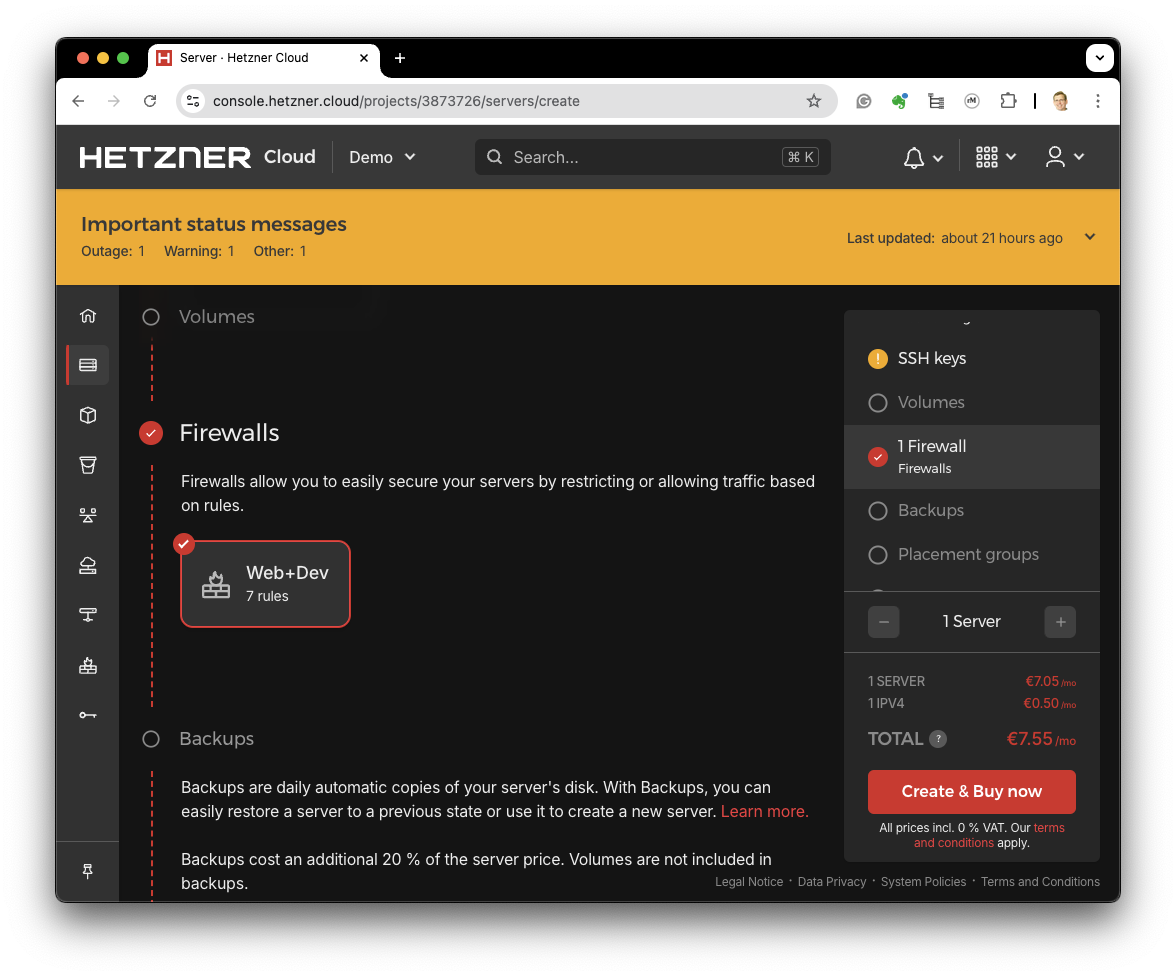 Server · Hetzner Cloud
console.hetzner.cloud/projects/3873726/servers/create
HETZNER Cloud
Demo
Search...
⌘ K
Important status messages
Outage: 1 Warning: 1 Other: 1
Last updated: about 21 hours ago
Volumes
Firewalls
Firewalls allow you to easily secure your servers by restricting or allowing traffic based
on rules.
Web+Dev
7 rules
Backups
Backups are daily automatic copies of your server's disk. With Backups, you can
easily restore a server to a previous state or use it to create a new server. Learn more.
Backups cost an additional 20 % of the server price. Volumes are not included in
backups.
SSH keys
Volumes
1 Firewall
Firewalls
Backups
Placement groups
1 Server
1 SERVER €7.05 /mo
1 IPV4 €0.50 /mo
TOTAL ? €7.55 /mo
Create & Buy now
All prices incl. 0 % VAT. Our terms
and conditions apply.
Legal Notice · Data Privacy · System Policies · Terms and Conditions